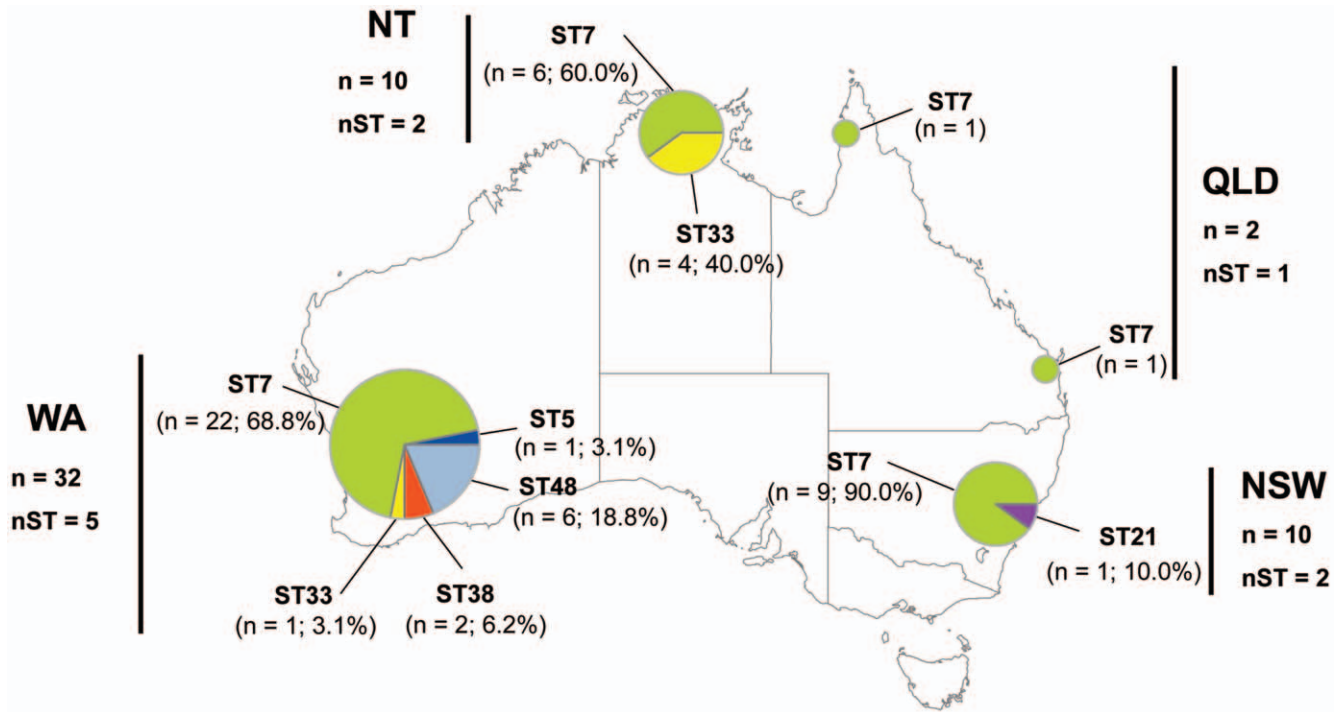 NT
n = 10
nST = 2
ST7
(n = 6; 60.0%)
ST33
(n = 4; 40.0%)
ST7
(n = 1)
ST7
(n = 1)
QLD
n = 2
nST = 1
WA
n = 32
nST = 5
ST7
(n = 22; 68.8%)
ST5
(n = 1; 3.1%)
ST48
(n = 6; 18.8%)
ST33
(n = 1; 3.1%)
ST38
(n = 2; 6.2%)
ST7
(n = 9; 90.0%)
ST21
(n = 1; 10.0%)
NSW
n = 10
nST = 2